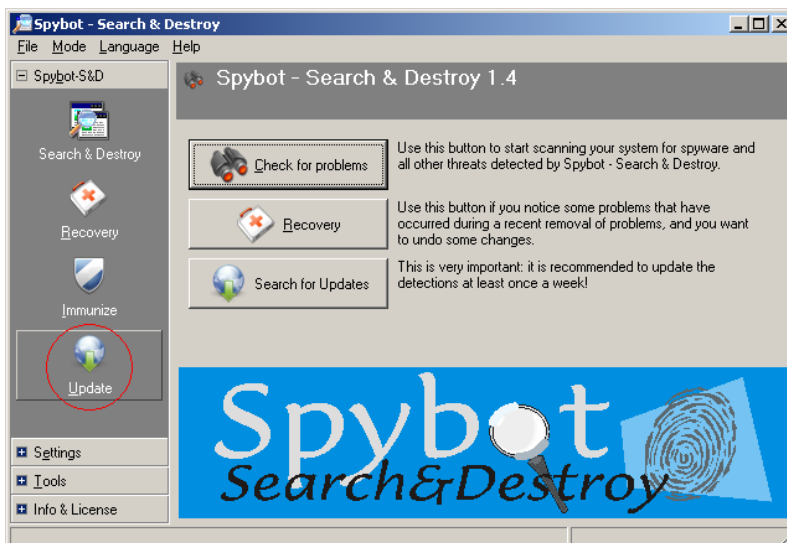 Spybot - Search & Destroy
File Mode Language Help
Spybot-S&D
Search & Destroy
Recovery
Immunize
Update
Settings
Tools
Info & License
Spybot - Search & Destroy 1.4
Check for problems
Use this button to start scanning your system for spyware and
all other threats detected by Spybot - Search & Destroy.
Recovery
Use this button if you notice some problems that have
occurred during a recent removal of problems, and you want
to undo some changes.
Search for Updates
This is very important: it is recommended to update the
detections at least once a week!
Spybot
Search&Destroy